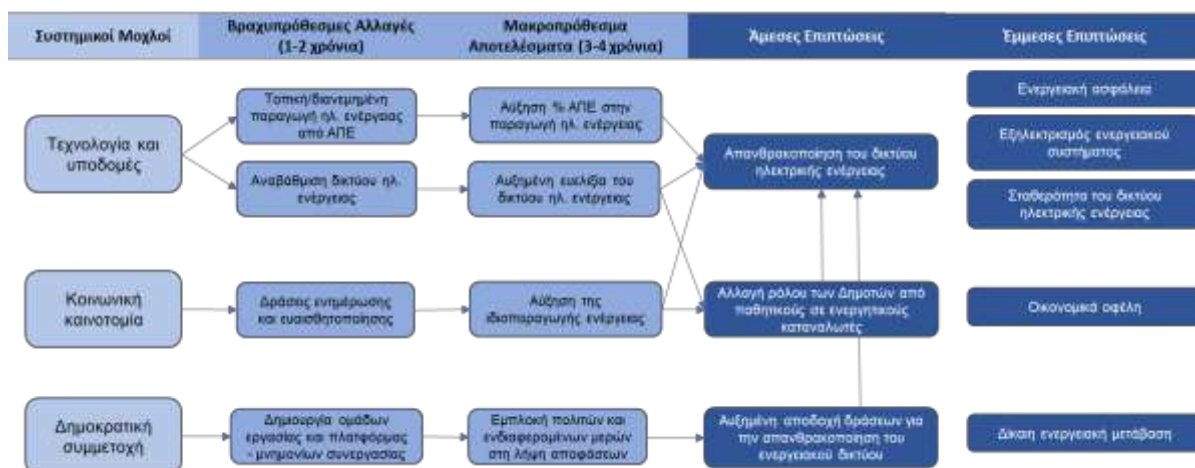 Συστημικοί Μοχλοί
Βραχυπρόθεσμες Αλλαγές
(1-2 χρόνια)
Μακροπρόθεσμα
Αποτελέσματα (3-4 χρόνια)
Άμεσες Επιπτώσεις
Έμμεσες Επιπτώσεις
Τεχνολογία και
υποδομές
Τοπική/διανεμημένη
παραγωγή ηλ. ενέργειας
από ΑΠΕ
Αύξηση % ΑΠΕ στην
παραγωγή ηλ. ενέργειας
Αναβάθμιση δικτύου ηλ.
ενέργειας
Αυξημένη ευελιξία του
δικτύου ηλ. ενέργειας
Απανθρακοποίηση του δικτύου
ηλεκτρικής ενέργειας
Ενεργειακή ασφάλεια
Εξηλεκτρισμός ενεργειακού
συστήματος
Σταθερότητα του δικτύου
ηλεκτρικής ενέργειας
Κοινωνική
καινοτομία
Δράσεις ενημέρωσης
και ευαισθητοποίησης
Αύξηση της
ιδιοπαραγωγής ενέργειας
Αλλαγή ρόλου των Δημοτών από
παθητικούς σε ενεργητικούς
καταναλωτές
Οικονομικά οφέλη
Δημοκρατική
συμμετοχή
Δημιουργία ομάδων
εργασίας και πλατφόρμας
- μνημονίων συνεργασίας
Εμπλοκή πολιτών και
ενδιαφερομένων μερών
στη λήψη αποφάσεων
Αυξημένη αποδοχή δράσεων για
την απανθρακοποίηση του
ενεργειακού δικτύου
Δίκαιη ενεργειακή μετάβαση